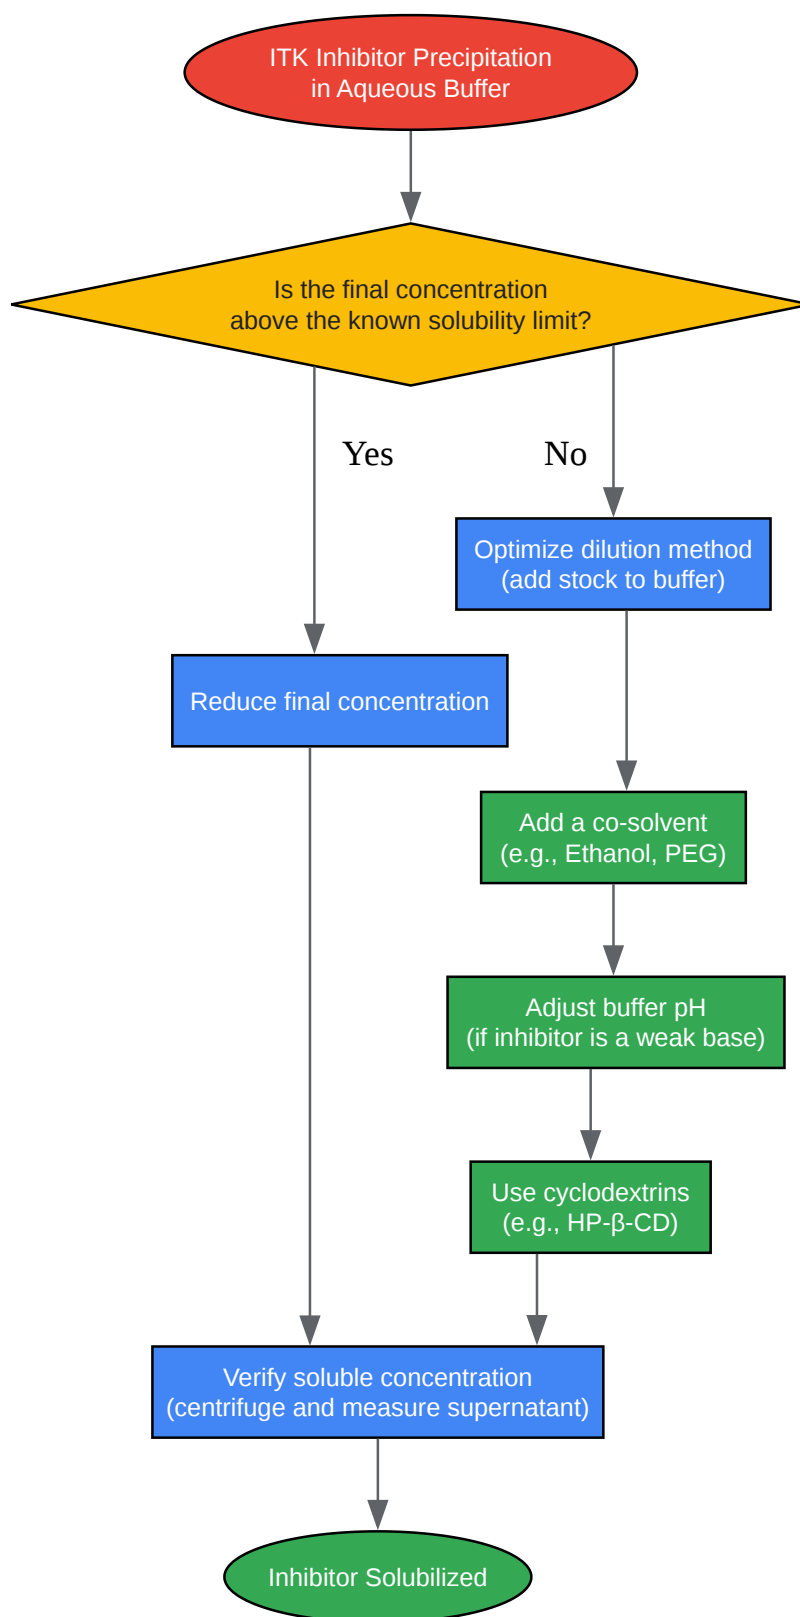 ITK Inhibitor Precipitation
in Aqueous Buffer
Is the final concentration
above the known solubility limit?
Yes
No
Optimize dilution method
(add stock to buffer)
Reduce final concentration
Add a co-solvent
(e.g., Ethanol, PEG)
Adjust buffer pH
(if inhibitor is a weak base)
Use cyclodextrins
(e.g., HP-β-CD)
Verify soluble concentration
(centrifuge and measure supernatant)
Inhibitor Solubilized